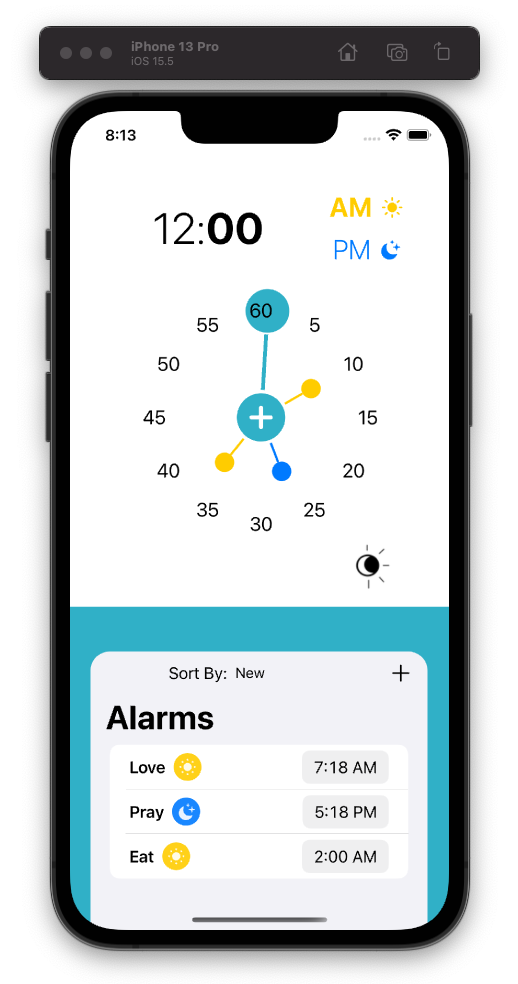 iPhone 13 Pro
iOS 15.5
8:13
12:00
AM
PM
60
55
5
50
10
45
15
40
20
35
25
30
Sort By: New
Alarms
Love 7:18 AM
Pray 5:18 PM
Eat 2:00 AM